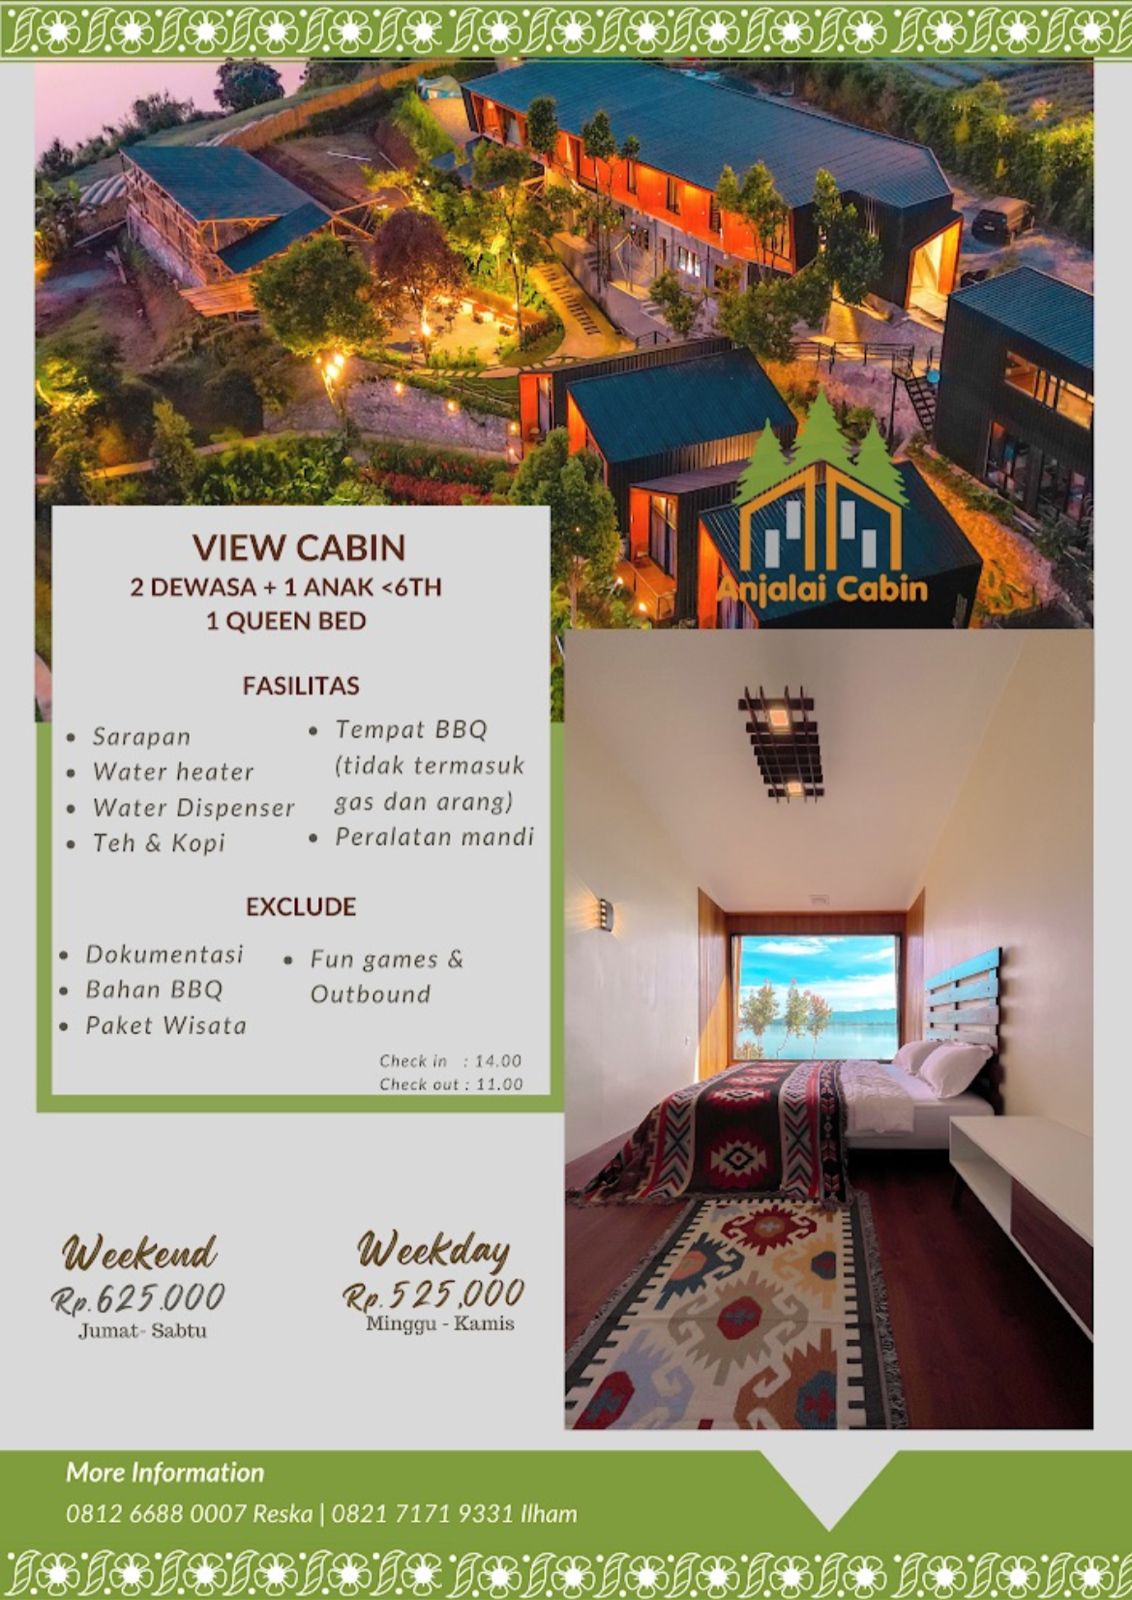 Anjalai Cabin
VIEW CABIN
2 DEWASA + 1 ANAK <6TH
1 QUEEN BED
FASILITAS
• Sarapan
• Water heater
• Water Dispenser
• Teh & Kopi
• Tempat BBQ
(tidak termasuk
gas dan arang)
• Peralatan mandi
EXCLUDE
• Dokumentasi
• Bahan BBQ
• Paket Wisata
• Fun games &
Outbound
Check in : 14.00
Check out : 11.00
Weekend
Rp.625.000
Jumat- Sabtu
Weekday
Rp.525,000
Minggu - Kamis
More Information
0812 6688 0007 Reska | 0821 7171 9331 Ilham